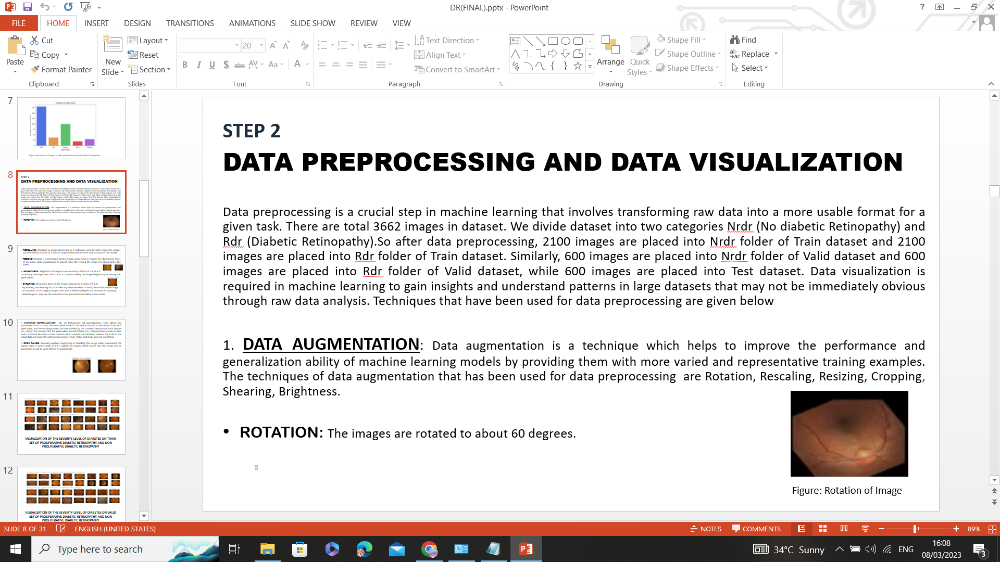 DR(FINAL).pptx - PowerPoint
FILE HOME INSERT DESIGN TRANSITIONS ANIMATIONS SLIDE SHOW REVIEW VIEW
Paste
Cut
Copy
Format Painter
Clipboard
New Slide
Layout
Reset
Section
Slides
20
Font
Text Direction
Align Text
Convert to SmartArt
Paragraph
Arrange
Quick Styles
Shape Fill
Shape Outline
Shape Effects
Drawing
Find
Replace
Select
Editing
7
8
STEP 2
DATA PREPROCESSING AND DATA VISUALIZATION
9
10
11
VISUALIZATION OF THE SEVERITY LEVEL OF DIABETES ON TRAIN
SET OF PROLIFERATIVE DIABETIC RETINOPATHY AND NON
PROLIFERATIVE DIABETIC RETINOPATHY
12
VISUALIZATION OF THE SEVERITY LEVEL OF DIABETES ON VALID
SET OF PROLIFERATIVE DIABETIC RETINOPATHY AND NON
PROLIFERATIVE DIABETIC RETINOPATHY
STEP 2
DATA PREPROCESSING AND DATA VISUALIZATION
Data preprocessing is a crucial step in machine learning that involves transforming raw data into a more usable format for a
given task. There are total 3662 images in dataset. We divide dataset into two categories Nrdr (No diabetic Retinopathy) and
Rdr (Diabetic Retinopathy).So after data preprocessing, 2100 images are placed into Nrdr folder of Train dataset and 2100
images are placed into Rdr folder of Train dataset. Similarly, 600 images are placed into Nrdr folder of Valid dataset and 600
images are placed into Rdr folder of Valid dataset, while 600 images are placed into Test dataset. Data visualization is
required in machine learning to gain insights and understand patterns in large datasets that may not be immediately obvious
through raw data analysis. Techniques that have been used for data preprocessing are given below
1. DATA AUGMENTATION: Data augmentation is a technique which helps to improve the performance and
generalization ability of machine learning models by providing them with more varied and representative training examples.
The techniques of data augmentation that has been used for data preprocessing are Rotation, Rescaling, Resizing, Cropping,
Shearing, Brightness.
• ROTATION: The images are rotated to about 60 degrees.
8
Figure: Rotation of Image
SLIDE 8 OF 31 ENGLISH (UNITED STATES) NOTES COMMENTS 89%
Type here to search
34°C Sunny
ENG
16:08
08/03/2023
3